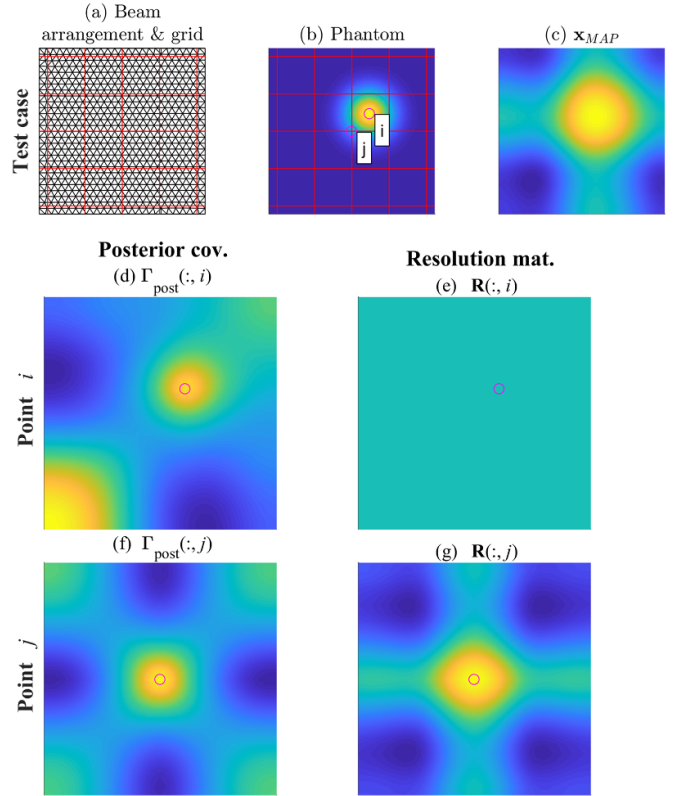 (a) Beam
arrangement & grid
(b) Phantom
(c) x_MAP
Test case
i
j
Posterior cov.
Resolution mat.
(d) Γ_post(:, i)
(e) R(:, i)
Point i
(f) Γ_post(:, j)
(g) R(:, j)
Point j